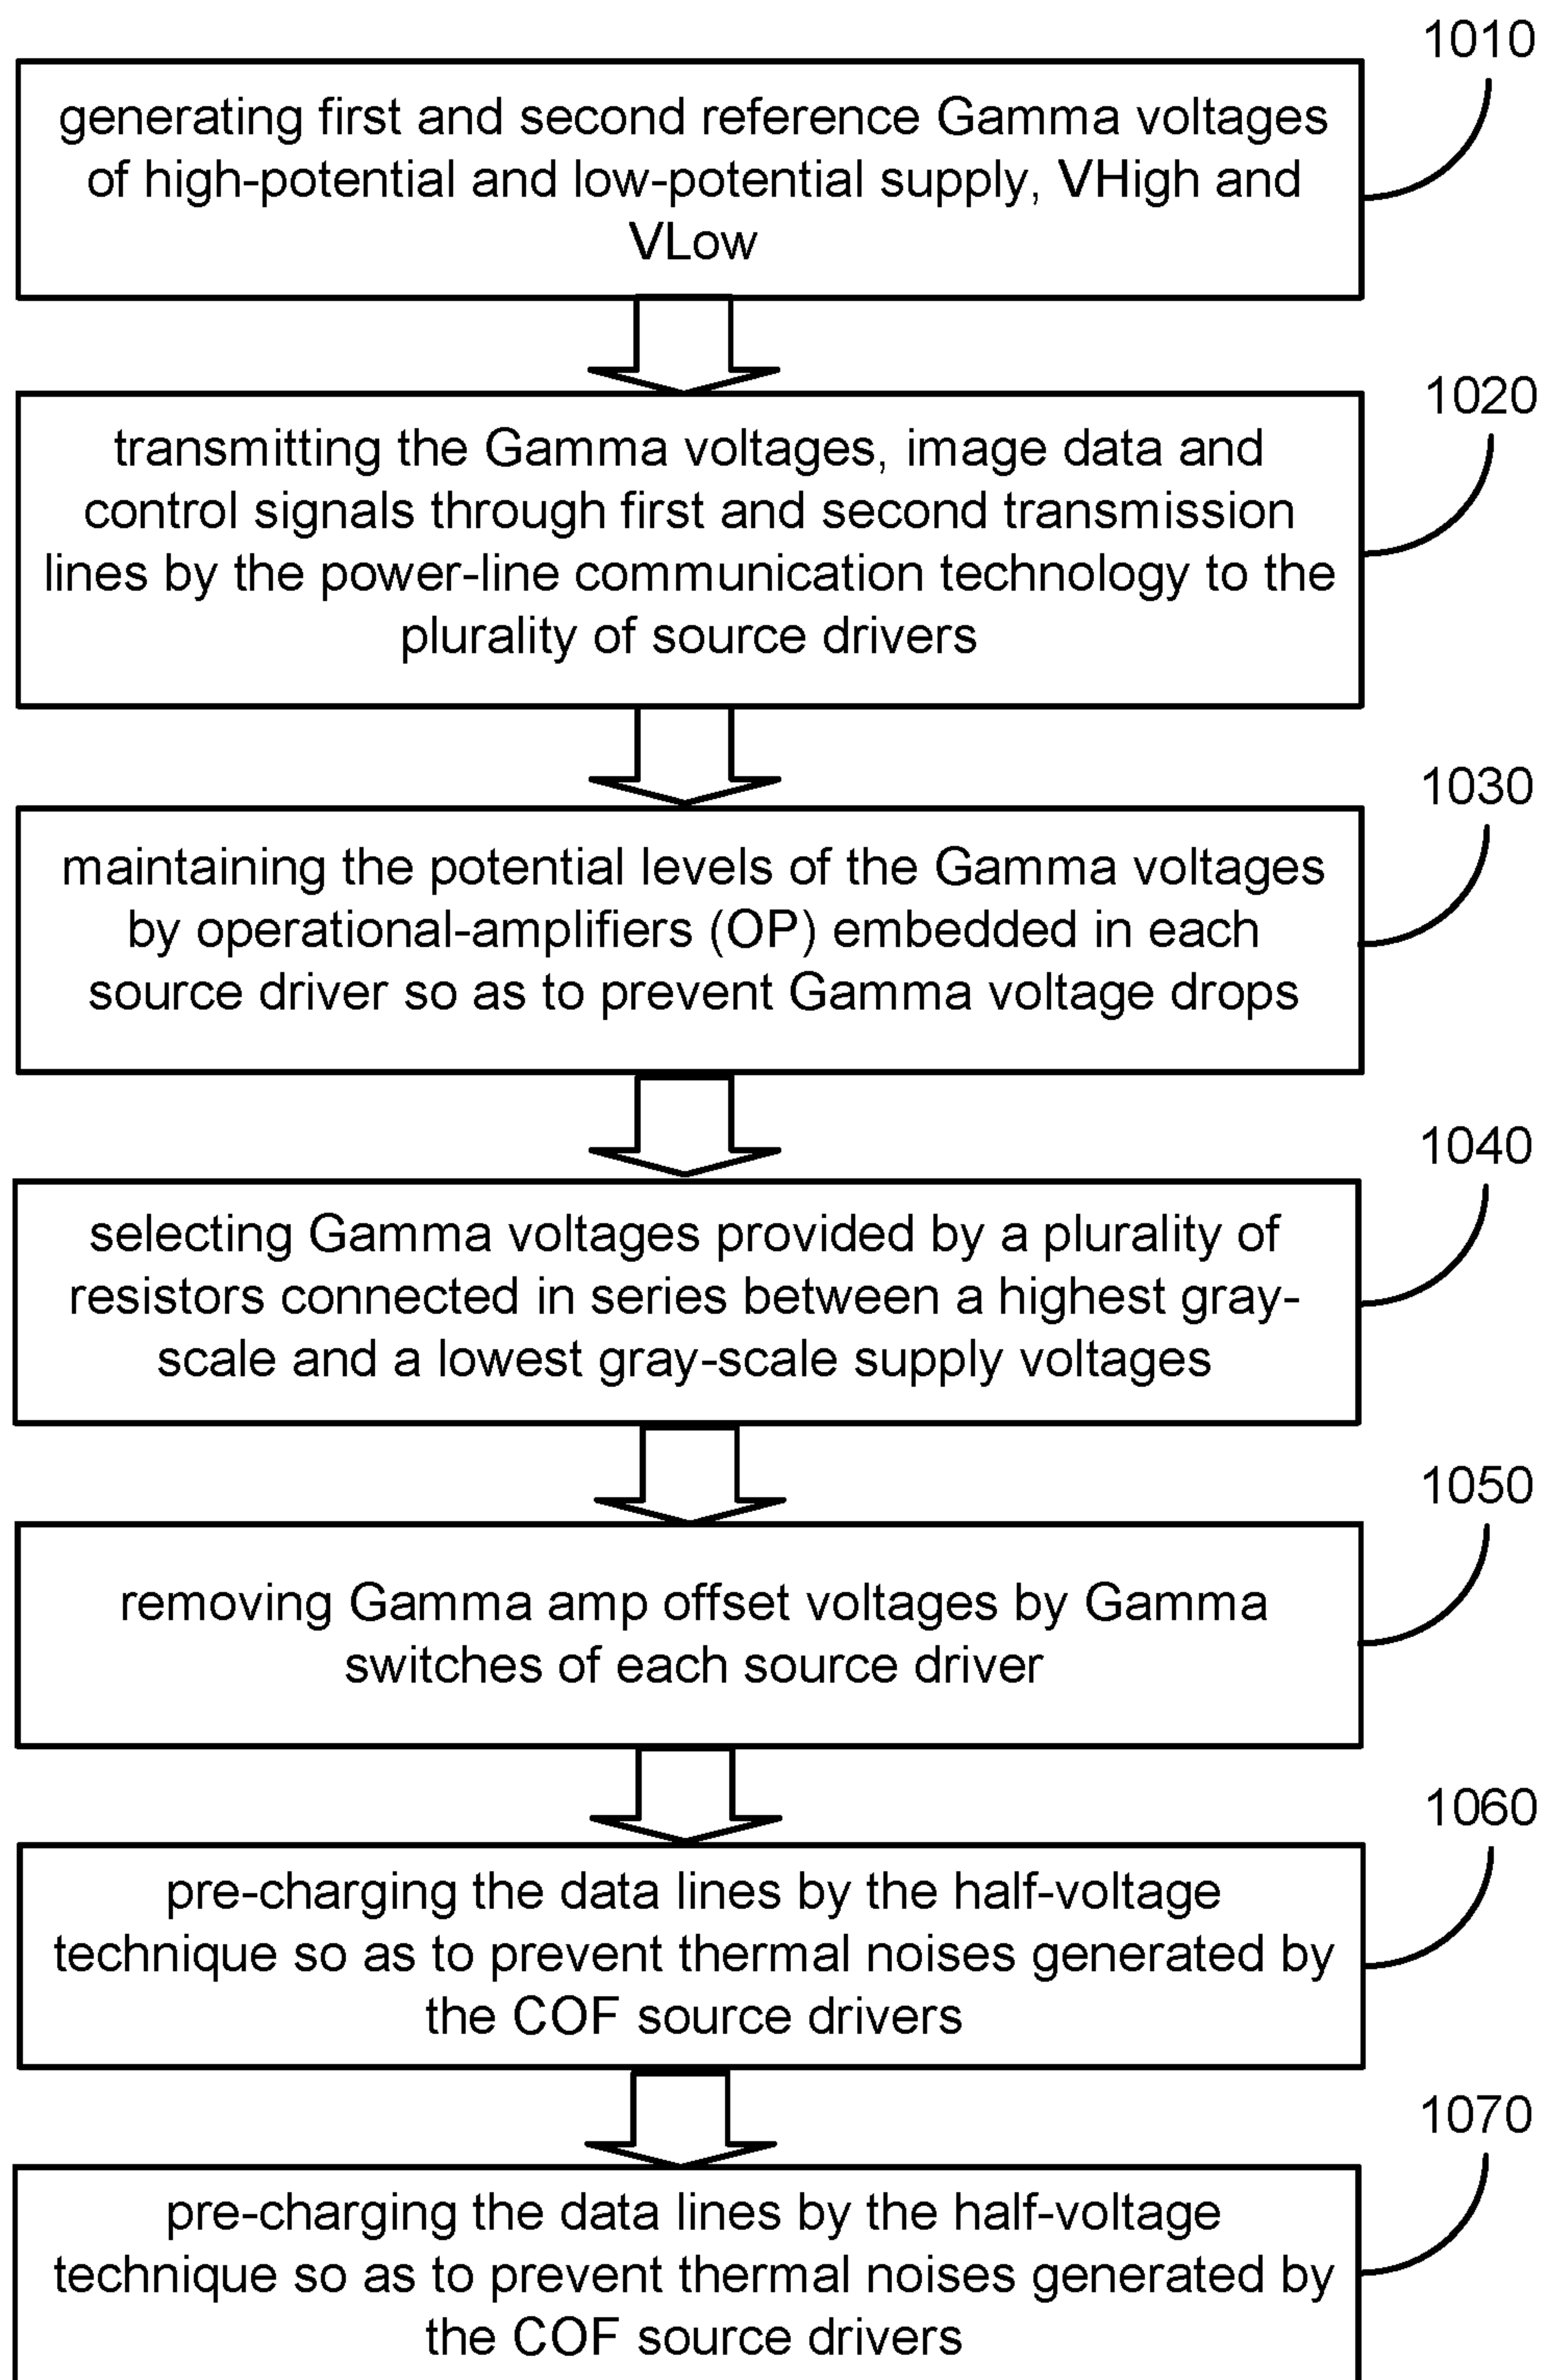 1010
generating first and second reference Gamma voltages
of high-potential and low-potential supply, VHigh and
VLow
1020
transmitting the Gamma voltages, image data and
control signals through first and second transmission
lines by the power-line communication technology to the
plurality of source drivers
1030
maintaining the potential levels of the Gamma voltages
by operational-amplifiers (OP) embedded in each
source driver so as to prevent Gamma voltage drops
1040
selecting Gamma voltages provided by a plurality of
resistors connected in series between a highest gray-
scale and a lowest gray-scale supply voltages
1050
removing Gamma amp offset voltages by Gamma
switches of each source driver
1060
pre-charging the data lines by the half-voltage
technique so as to prevent thermal noises generated by
the COF source drivers
1070
pre-charging the data lines by the half-voltage
technique so as to prevent thermal noises generated by
the COF source drivers